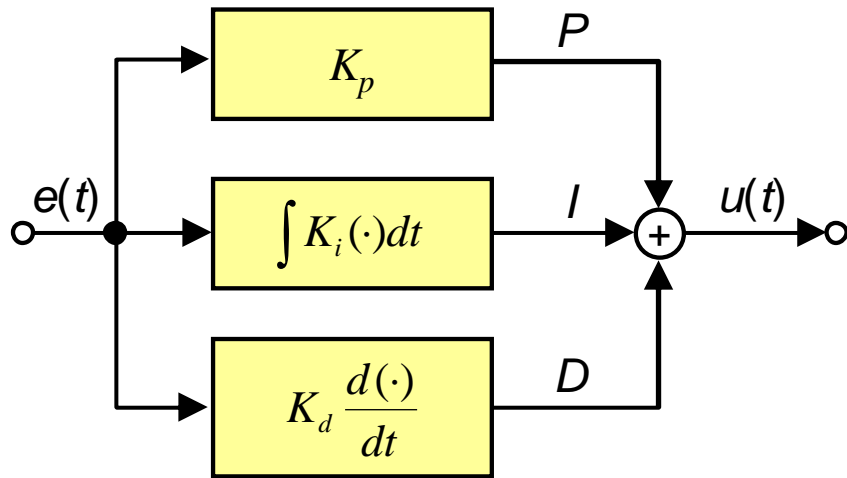 K_p
P
e(t)
∫ K_i (·)dt
I
+
u(t)
K_d d(·)/dt
D